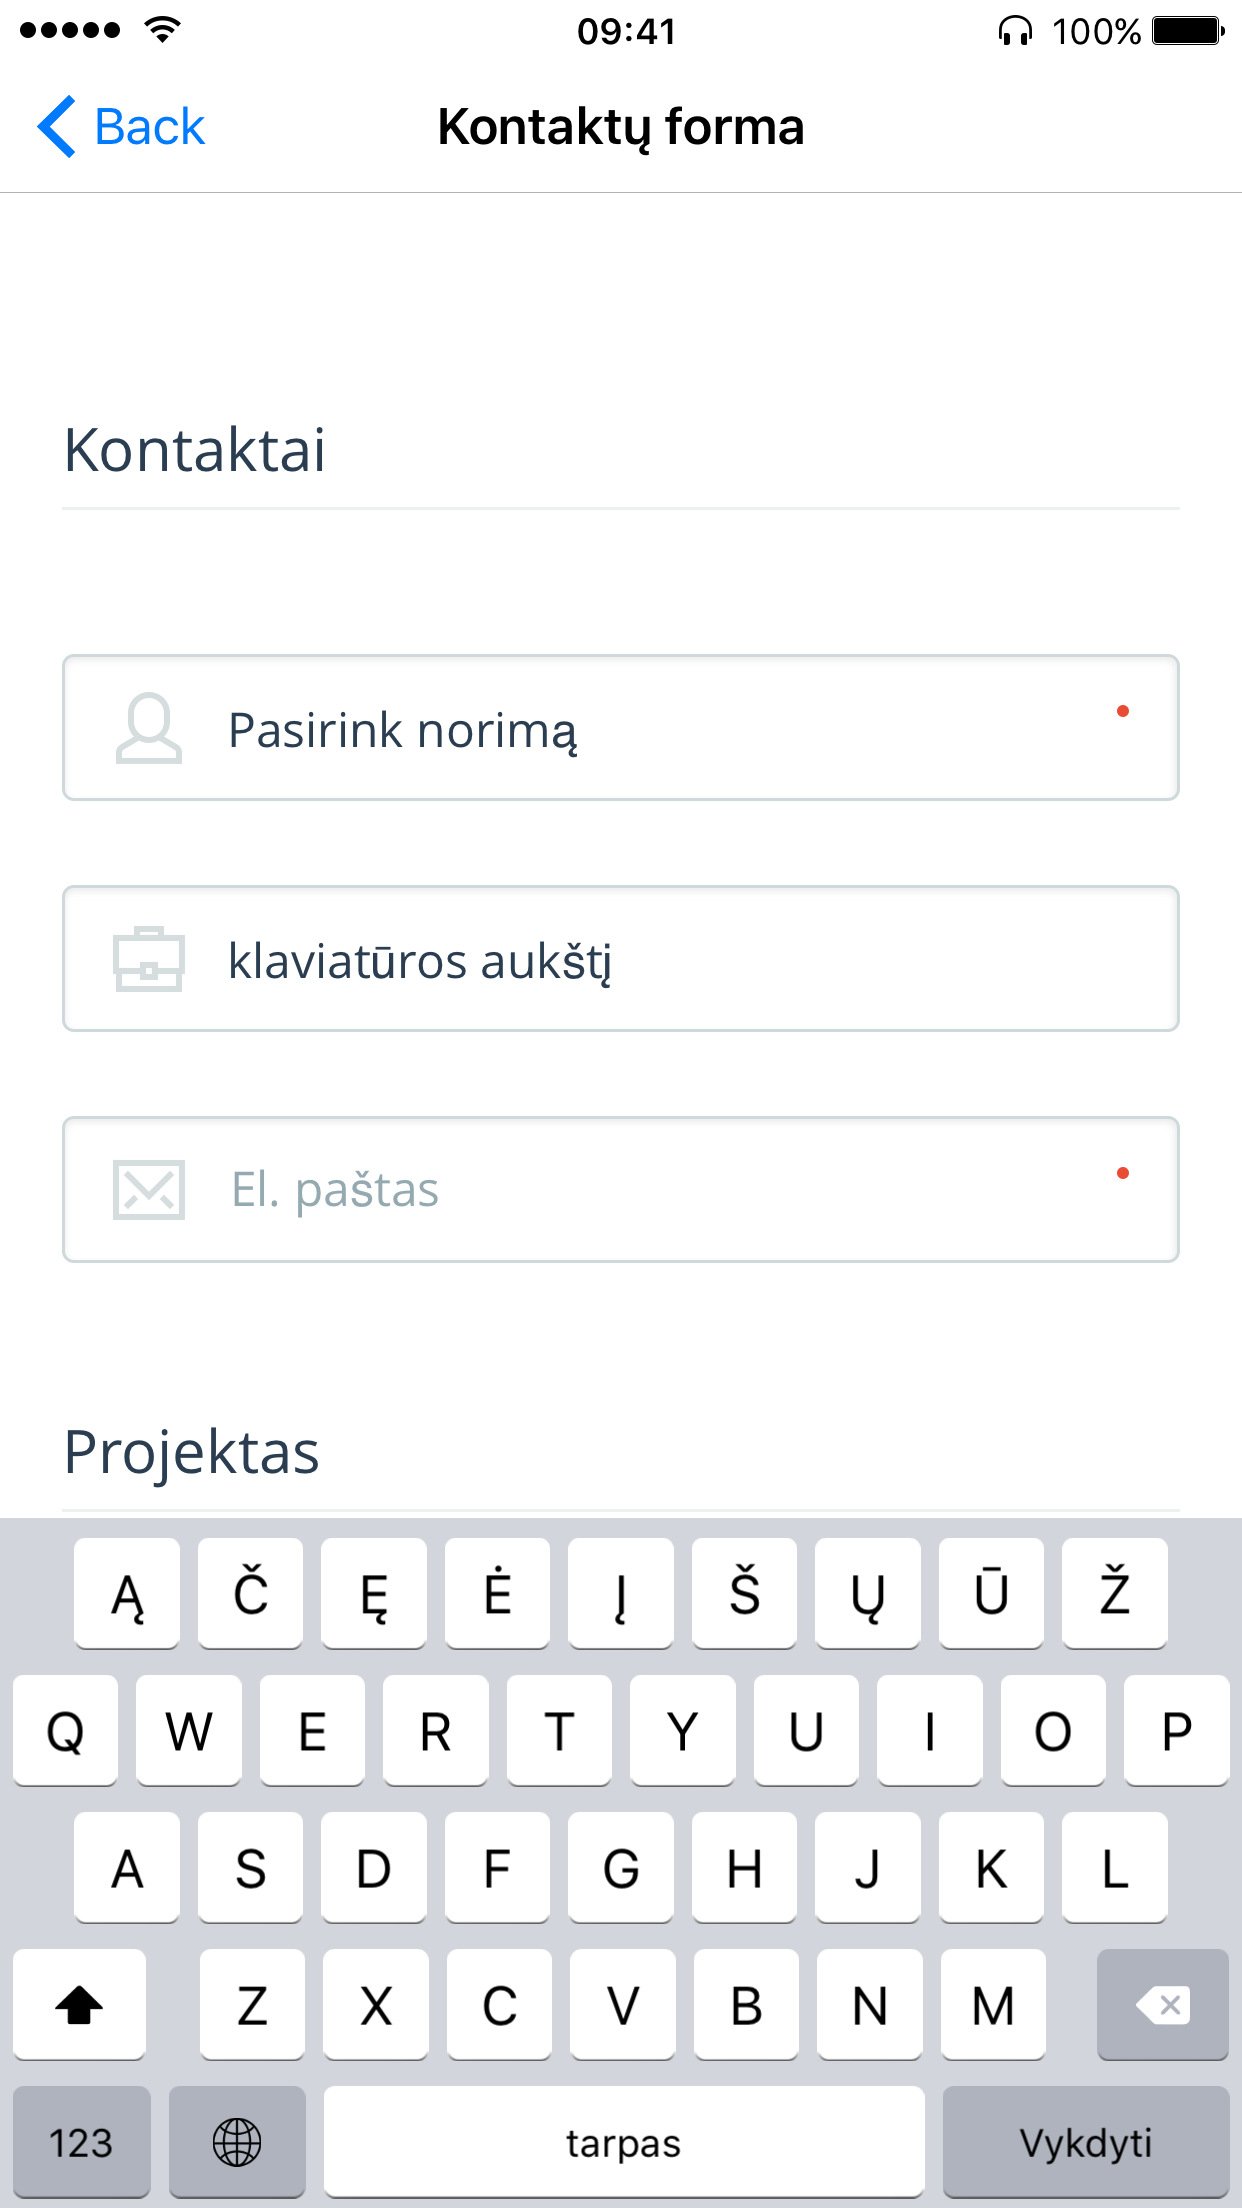 09:41 100%
Back Kontaktų forma
Kontaktai
Pasirink norimą
klaviatūros aukštį
El. paštas
Projektas
Ą Č Ę Ė Į Š Ų Ū Ž
Q W E R T Y U I O P
A S D F G H J K L
Z X C V B N M
123 tarpas Vykdyti